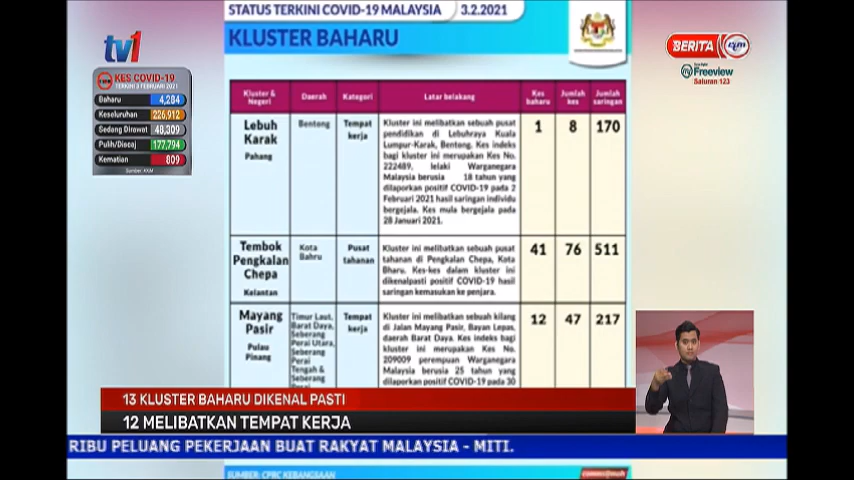 STATUS TERKINI COVID-19 MALAYSIA
3.2.2021
KLUSTER BAHARU
tv1
BERITA
rtm
Freeview
Saluran 123
KES COVID-19
TERKINI 3 FEBRUARI 2021
Baharu 4,284
Keseluruhan 226,912
Sedang Dirawat 48,309
Pulih/Discaj 177,794
Kematian 809
Sumber: KKM
Kluster & Negeri
Daerah
Kategori
Latar belakang
Kes baharu
Jumlah kes
Jumlah saringan
Lebuh
Karak
Pahang
Bentong
Tempat
kerja
Kluster ini melibatkan sebuah pusat
pendidikan di Lebuhraya Kuala
Lumpur-Karak, Bentong. Kes indeks
bagi kluster ini merupakan Kes No.
222489, lelaki Warganegara
Malaysia berusia 18 tahun yang
dilaporkan positif COVID-19 pada 2
Februari 2021 hasil saringan individu
bergejala. Kes mula bergejala pada
28 Januari 2021.
1
8
170
Tembok
Pengkalan
Chepa
Kelantan
Kota
Bahru
Pusat
tahanan
Kluster ini melibatkan sebuah pusat
tahanan di Pengkalan Chepa, Kota
Bharu. Kes-kes dalam kluster ini
dikenalpasti positif COVID-19 hasil
saringan kemasukan ke penjara.
41
76
511
Mayang
Pasir
Pulau
Pinang
Timur Laut,
Barat Daya,
Seberang
Perai Utara,
Seberang
Perai
Tengah &
Seberang
Tempat
kerja
Kluster ini melibatkan sebuah kilang
di Jalan Mayang Pasir, Bayan Lepas,
daerah Barat Daya. Kes indeks bagi
kluster ini merupakan Kes No.
209009 perempuan Warganegara
Malaysia berusia 25 tahun yang
dilaporkan positif COVID-19 pada 30
12
47
217
13 KLUSTER BAHARU DIKENAL PASTI
12 MELIBATKAN TEMPAT KERJA
RIBU PELUANG PEKERJAAN BUAT RAKYAT MALAYSIA - MITI.
SUMBER: CPRC KEBANGSAAN